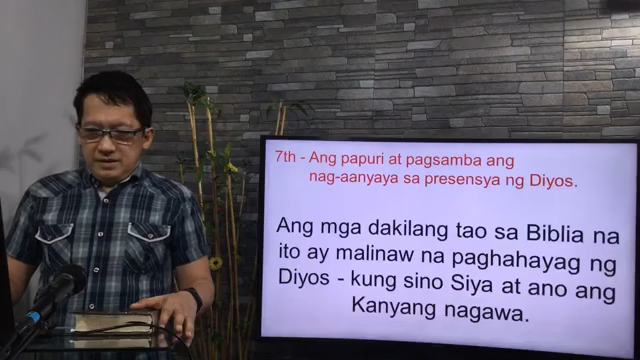 7th - Ang papuri at pagsamba ang
nag-aanyaya sa presensya ng Diyos.
Ang mga dakilang tao sa Biblia na
ito ay malinaw na paghahayag ng
Diyos - kung sino Siya at ano ang
Kanyang nagawa.